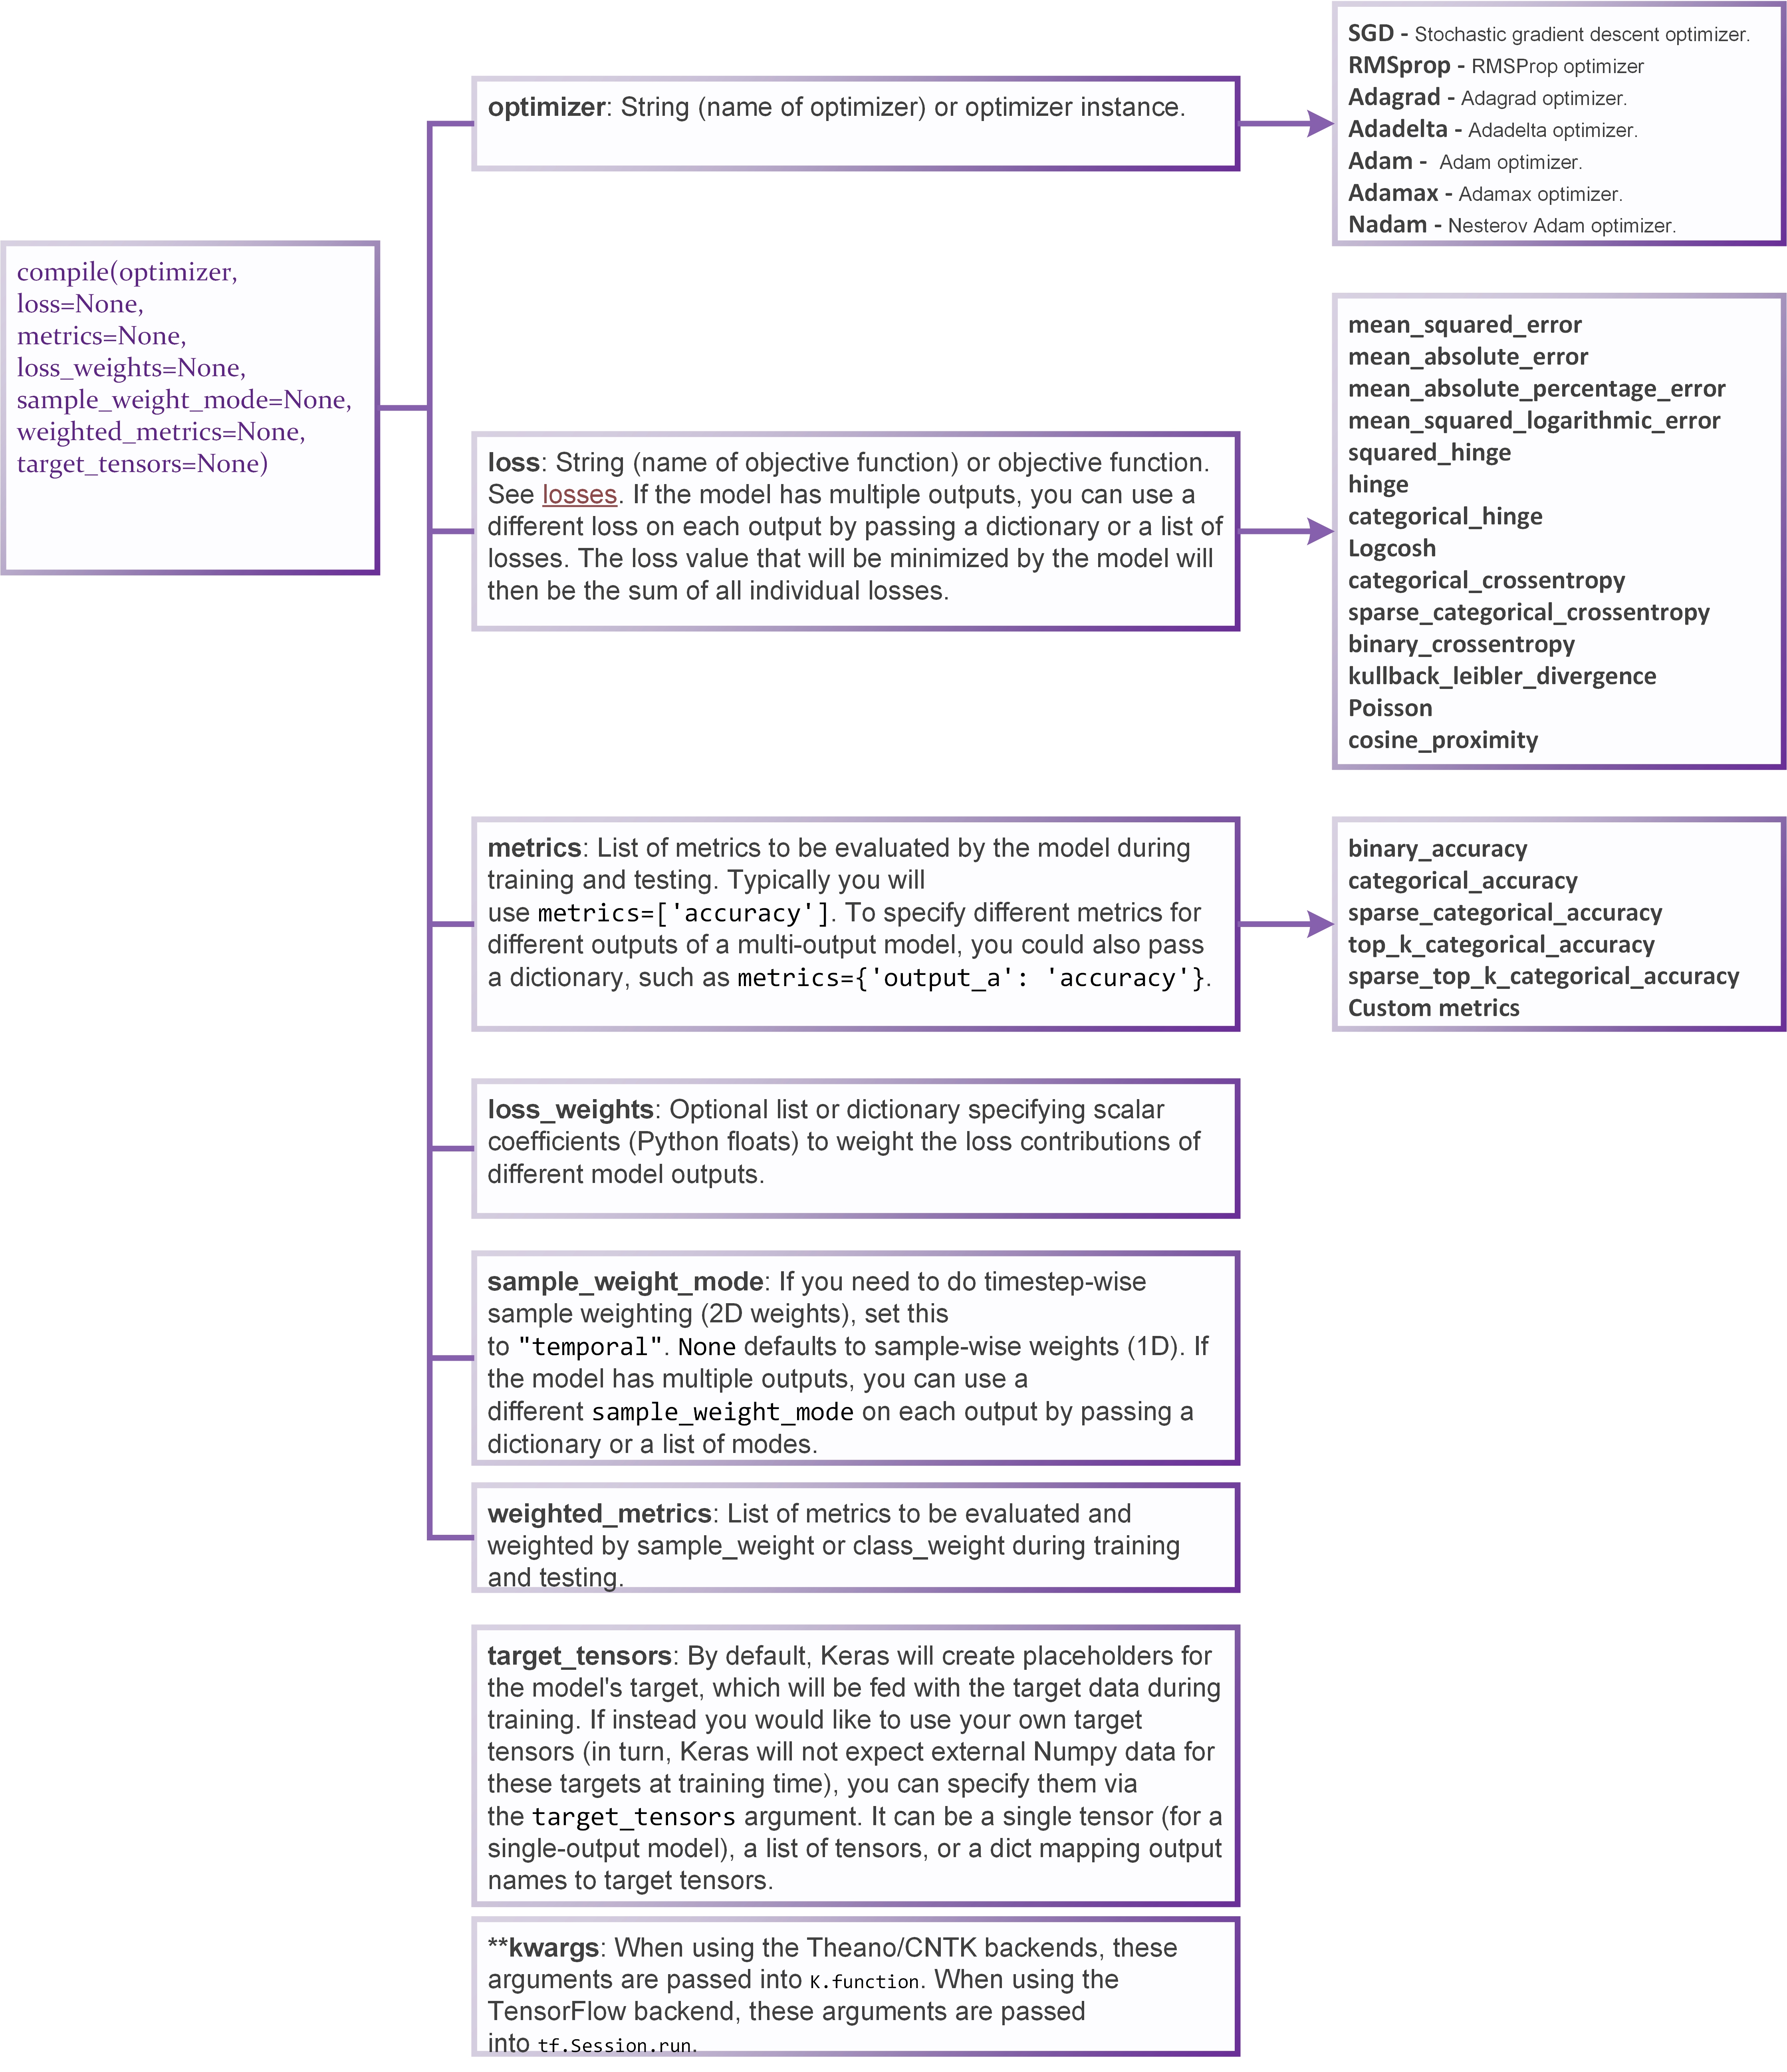 compile(optimizer,
loss=None,
metrics=None,
loss_weights=None,
sample_weight_mode=None,
weighted_metrics=None,
target_tensors=None)
optimizer: String (name of optimizer) or optimizer instance.
SGD - Stochastic gradient descent optimizer.
RMSprop - RMSProp optimizer
Adagrad - Adagrad optimizer.
Adadelta - Adadelta optimizer.
Adam - Adam optimizer.
Adamax - Adamax optimizer.
Nadam - Nesterov Adam optimizer.
loss: String (name of objective function) or objective function.
See losses. If the model has multiple outputs, you can use a
different loss on each output by passing a dictionary or a list of
losses. The loss value that will be minimized by the model will
then be the sum of all individual losses.
mean_squared_error
mean_absolute_error
mean_absolute_percentage_error
mean_squared_logarithmic_error
squared_hinge
hinge
categorical_hinge
Logcosh
categorical_crossentropy
sparse_categorical_crossentropy
binary_crossentropy
kullback_leibler_divergence
Poisson
cosine_proximity
metrics: List of metrics to be evaluated by the model during
training and testing. Typically you will
use metrics=['accuracy']. To specify different metrics for
different outputs of a multi-output model, you could also pass
a dictionary, such as metrics={'output_a': 'accuracy'}.
binary_accuracy
categorical_accuracy
sparse_categorical_accuracy
top_k_categorical_accuracy
sparse_top_k_categorical_accuracy
Custom metrics
loss_weights: Optional list or dictionary specifying scalar
coefficients (Python floats) to weight the loss contributions of
different model outputs.
sample_weight_mode: If you need to do timestep-wise
sample weighting (2D weights), set this
to "temporal". None defaults to sample-wise weights (1D). If
the model has multiple outputs, you can use a
different sample_weight_mode on each output by passing a
dictionary or a list of modes.
weighted_metrics: List of metrics to be evaluated and
weighted by sample_weight or class_weight during training
and testing.
target_tensors: By default, Keras will create placeholders for
the model's target, which will be fed with the target data during
training. If instead you would like to use your own target
tensors (in turn, Keras will not expect external Numpy data for
these targets at training time), you can specify them via
the target_tensors argument. It can be a single tensor (for a
single-output model), a list of tensors, or a dict mapping output
names to target tensors.
**kwargs: When using the Theano/CNTK backends, these
arguments are passed into K.function. When using the
TensorFlow backend, these arguments are passed
into tf.Session.run.